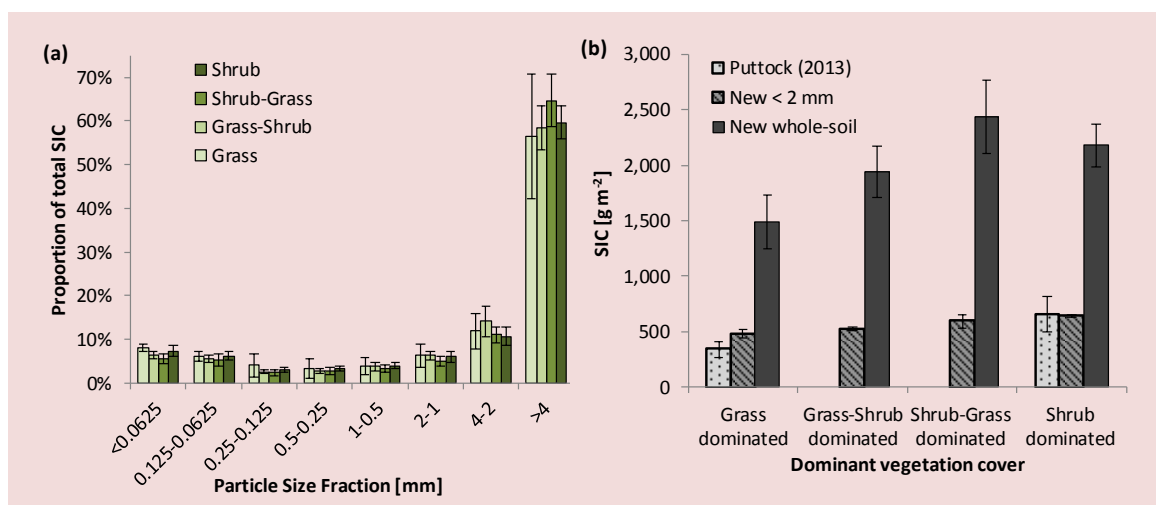 (a)
Proportion of total SIC
70%
60%
50%
40%
30%
20%
10%
0%
Shrub
Shrub-Grass
Grass-Shrub
Grass
<0.0625
0.125-0.0625
0.25-0.125
0.5-0.25
1-0.5
2-1
4-2
>4
Particle Size Fraction [mm]
(b)
SIC [g m⁻²]
3,000
2,500
2,000
1,500
1,000
500
0
Puttock (2013)
New < 2 mm
New whole-soil
Grass
dominated
Grass-Shrub
dominated
Shrub-Grass
dominated
Shrub
dominated
Dominant vegetation cover